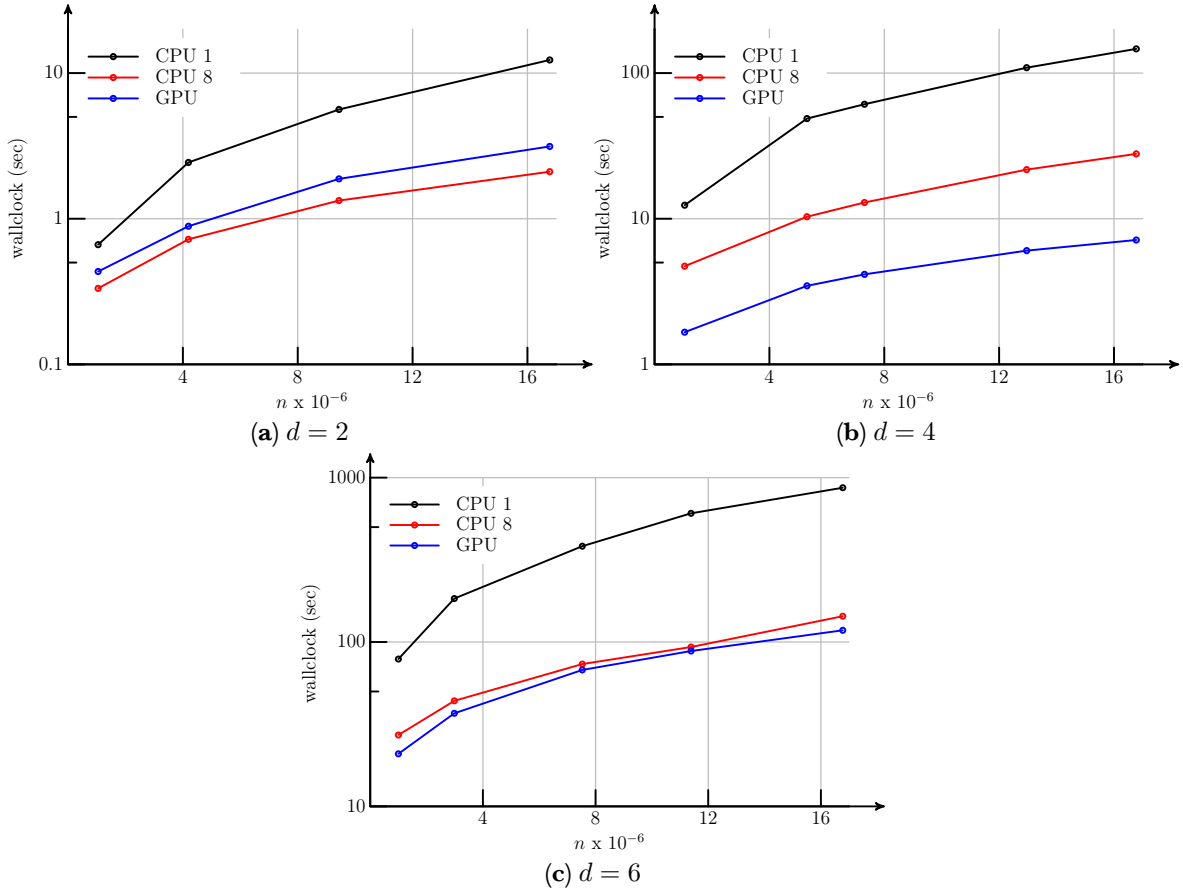 CPU 1
CPU 8
GPU
10
1
0.1
wallclock (sec)
4
8
12
16
n x 10⁻⁶
(a) d = 2
CPU 1
CPU 8
GPU
100
10
1
wallclock (sec)
4
8
12
16
n x 10⁻⁶
(b) d = 4
CPU 1
CPU 8
GPU
1000
100
10
wallclock (sec)
4
8
12
16
n x 10⁻⁶
(c) d = 6